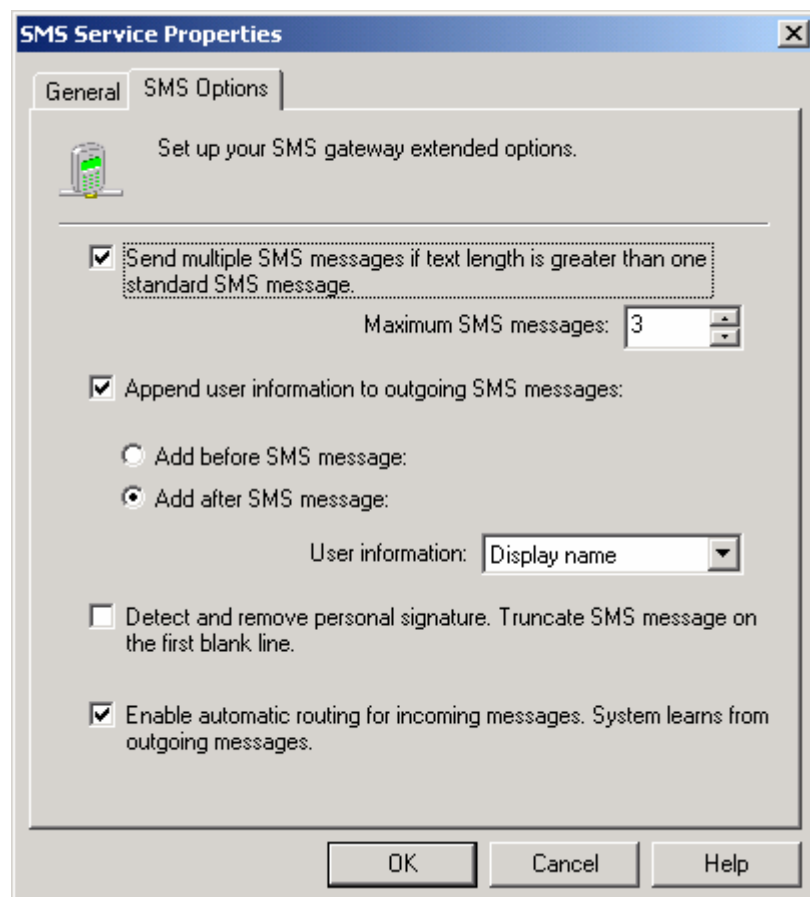 SMS Service Properties
General
SMS Options
Set up your SMS gateway extended options.
Send multiple SMS messages if text length is greater than one
standard SMS message.
Maximum SMS messages: 3
Append user information to outgoing SMS messages:
Add before SMS message:
Add after SMS message:
User information: Display name
Detect and remove personal signature. Truncate SMS message on
the first blank line.
Enable automatic routing for incoming messages. System learns from
outgoing messages.
OK Cancel Help